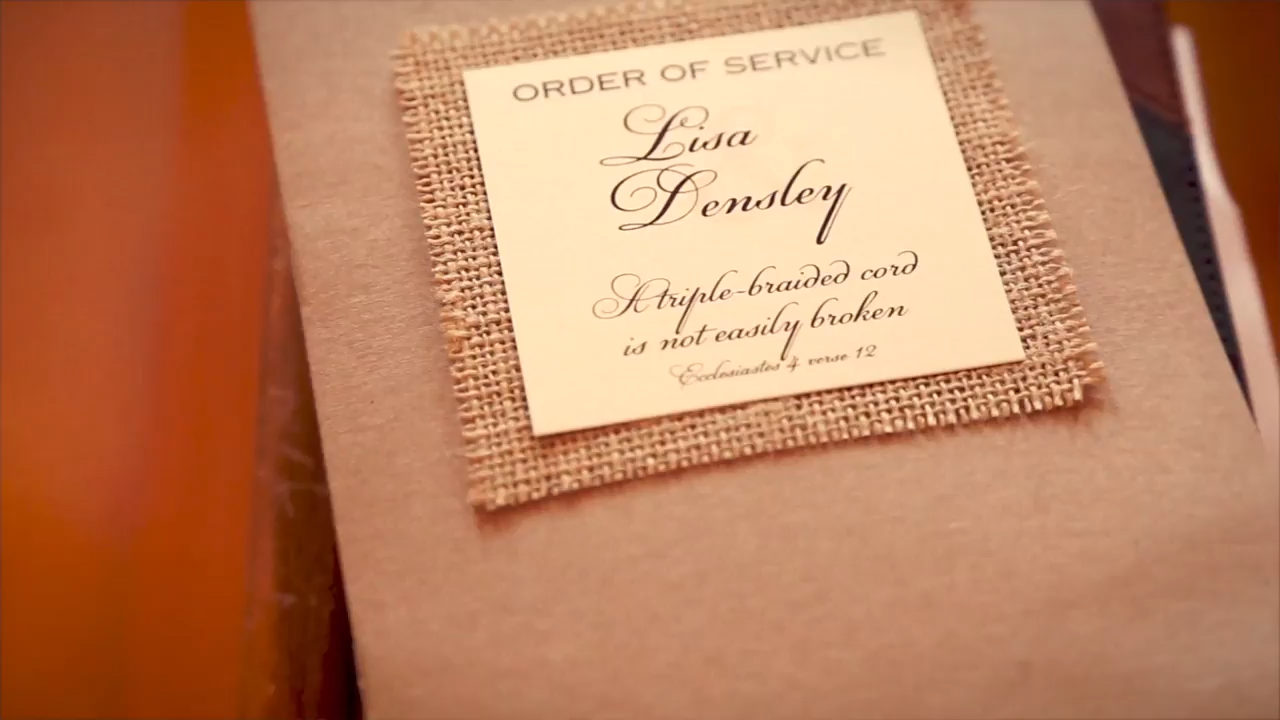 ORDER OF SERVICE
Lisa
Densley
A triple-braided cord
is not easily broken
Ecclesiastes 4 verse 12